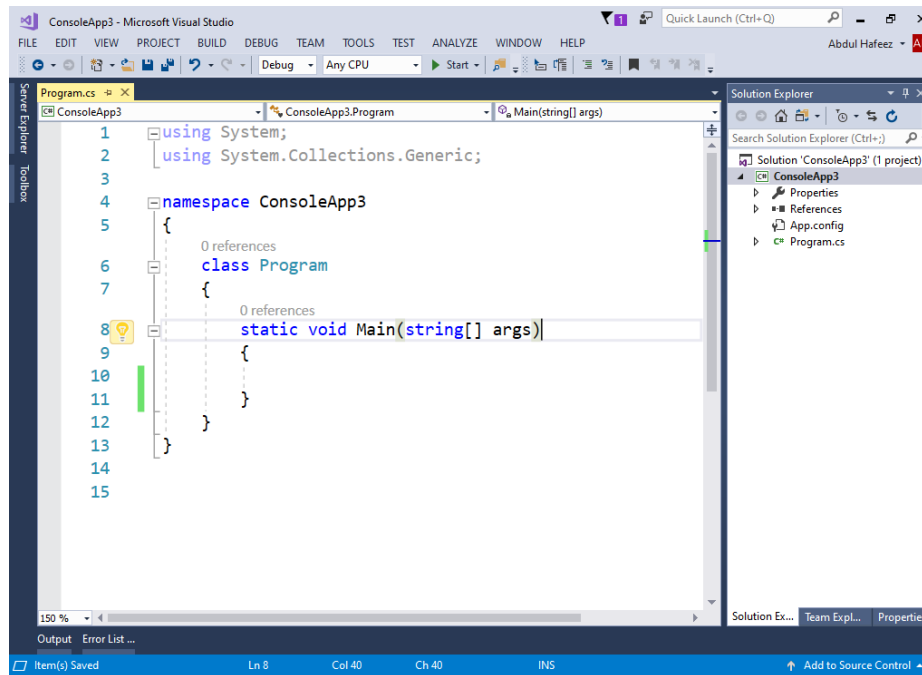 ConsoleApp3 - Microsoft Visual Studio
1
Quick Launch (Ctrl+Q)
FILE EDIT VIEW PROJECT BUILD DEBUG TEAM TOOLS TEST ANALYZE WINDOW HELP
Abdul Hafeez
A
Debug
Any CPU
Start
Server Explorer
Toolbox
Program.cs
ConsoleApp3
ConsoleApp3.Program
Main(string[] args)
1 using System;
2 using System.Collections.Generic;
3
4 namespace ConsoleApp3
5 {
0 references
6 class Program
7 {
0 references
8 static void Main(string[] args)
9 {
10
11 }
12 }
13 }
14
15
150 %
Solution Explorer
Search Solution Explorer (Ctrl+;)
Solution 'ConsoleApp3' (1 project)
C# ConsoleApp3
Properties
References
App.config
C# Program.cs
Solution Ex... Team Expl... Propertie
Output Error List ...
Item(s) Saved Ln 8 Col 40 Ch 40 INS Add to Source Control